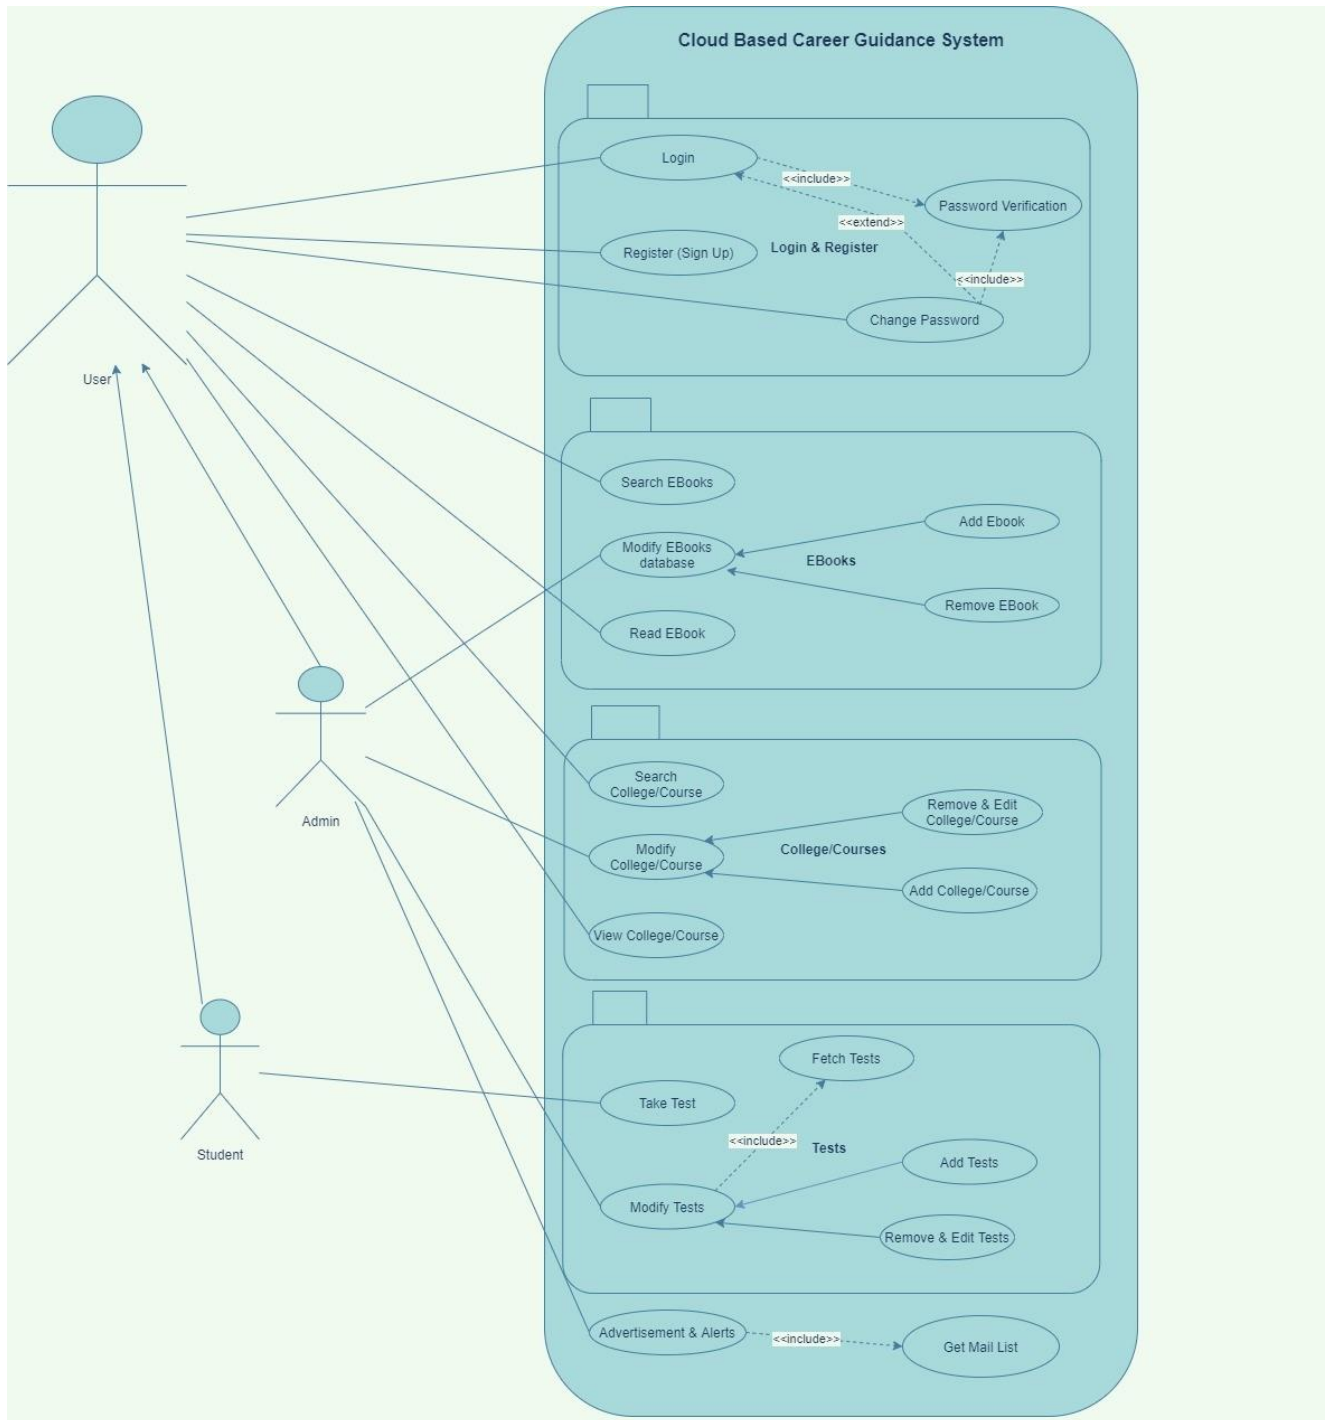 Cloud Based Career Guidance System
Login
<<include>>
Password Verification
<<extend>>
Register (Sign Up)
Login & Register
<<include>>
Change Password
User
Search EBooks
Add Ebook
Modify EBooks
database
EBooks
Remove EBook
Read EBook
Search
College/Course
Remove & Edit
College/Course
Admin
Modify
College/Course
College/Courses
Add College/Course
View College/Course
Fetch Tests
Take Test
<<include>>
Tests
Student
Add Tests
Modify Tests
Remove & Edit Tests
Advertisement & Alerts
<<include>>
Get Mail List